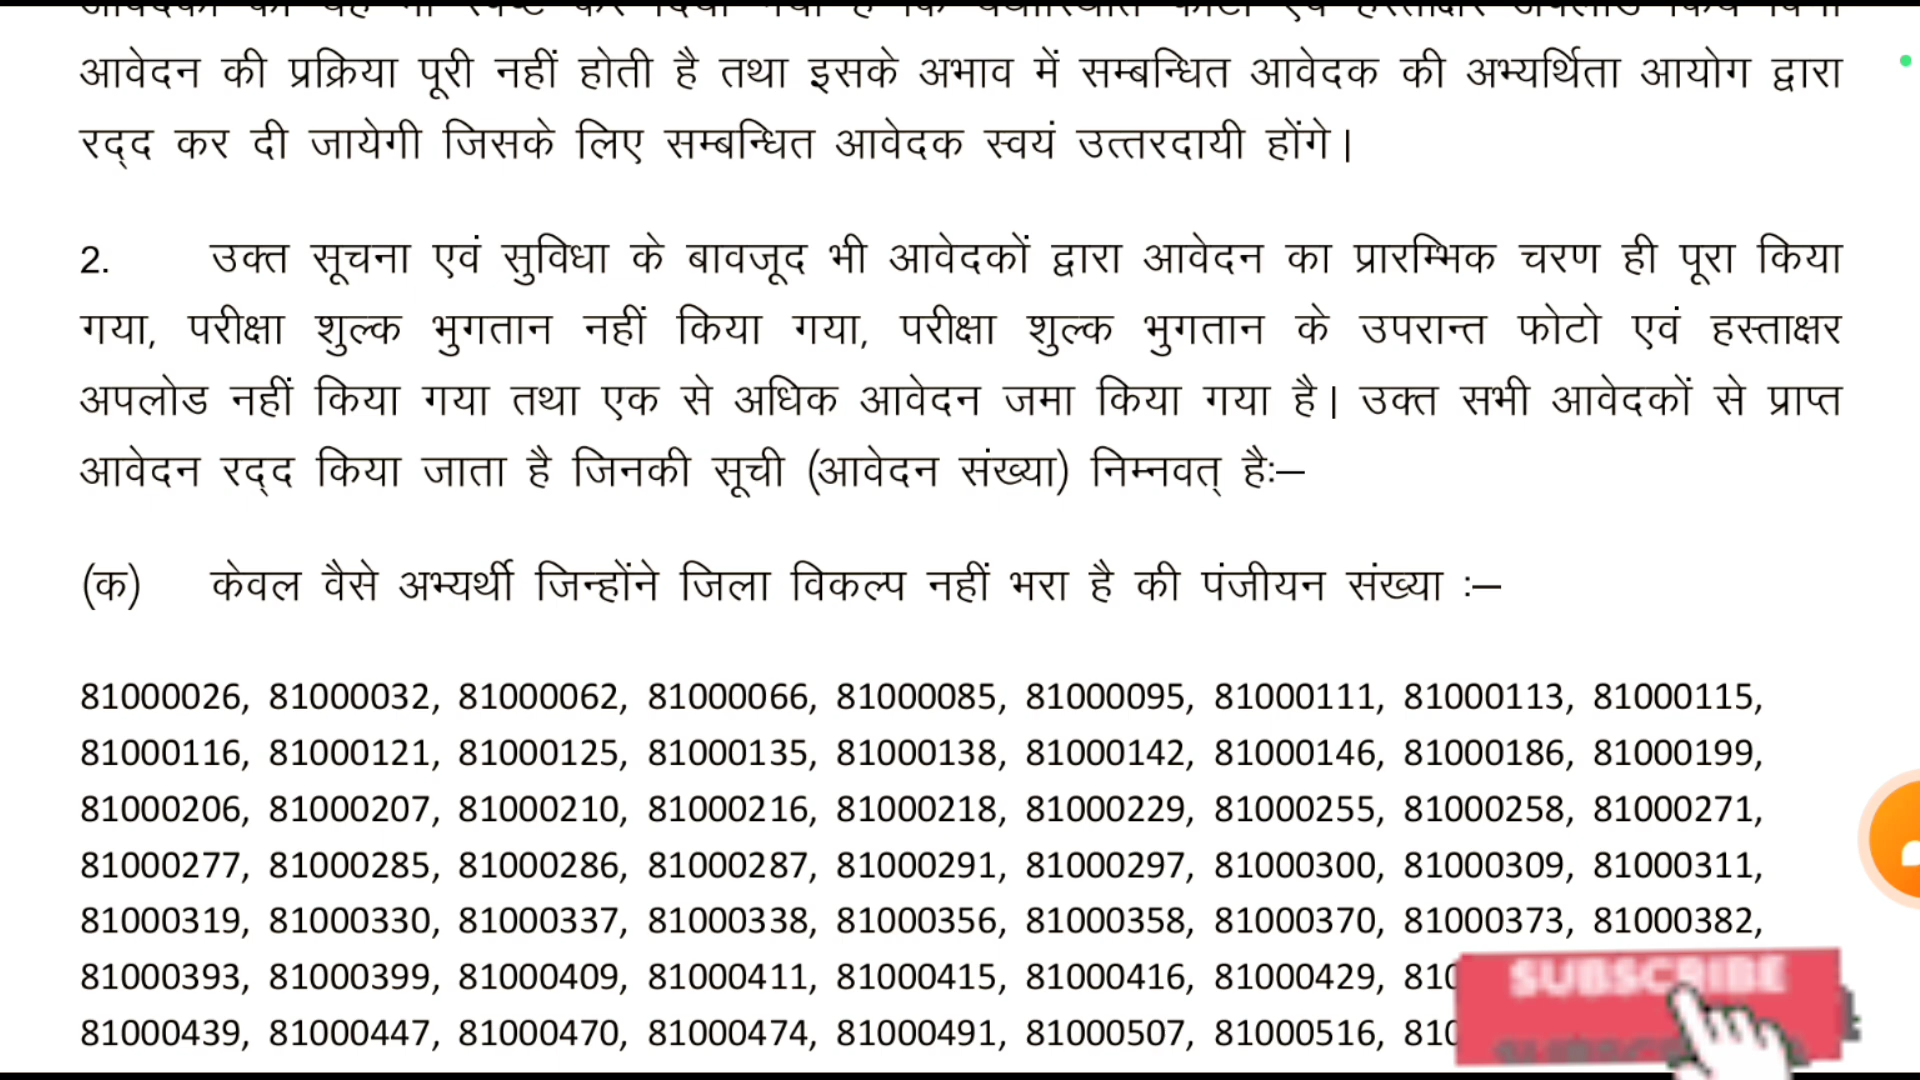 आवेदन की प्रक्रिया पूरी नहीं होती है तथा इसके अभाव में सम्बन्धित आवेदक की अभ्यर्थिता आयोग द्वारा
रद्द कर दी जायेगी जिसके लिए सम्बन्धित आवेदक स्वयं उत्तरदायी होंगे।
2. उक्त सूचना एवं सुविधा के बावजूद भी आवेदकों द्वारा आवेदन का प्रारम्भिक चरण ही पूरा किया
गया, परीक्षा शुल्क भुगतान नहीं किया गया, परीक्षा शुल्क भुगतान के उपरान्त फोटो एवं हस्ताक्षर
अपलोड नहीं किया गया तथा एक से अधिक आवेदन जमा किया गया है। उक्त सभी आवेदकों से प्राप्त
आवेदन रद्द किया जाता है जिनकी सूची (आवेदन संख्या) निम्नवत् है:–
(क) केवल वैसे अभ्यर्थी जिन्होंने जिला विकल्प नहीं भरा है की पंजीयन संख्या :–
81000026, 81000032, 81000062, 81000066, 81000085, 81000095, 81000111, 81000113, 81000115,
81000116, 81000121, 81000125, 81000135, 81000138, 81000142, 81000146, 81000186, 81000199,
81000206, 81000207, 81000210, 81000216, 81000218, 81000229, 81000255, 81000258, 81000271,
81000277, 81000285, 81000286, 81000287, 81000291, 81000297, 81000300, 81000309, 81000311,
81000319, 81000330, 81000337, 81000338, 81000356, 81000358, 81000370, 81000373, 81000382,
81000393, 81000399, 81000409, 81000411, 81000415, 81000416, 81000429,
81000439, 81000447, 81000470, 81000474, 81000491, 81000507, 81000516,
SUBSCRIBE